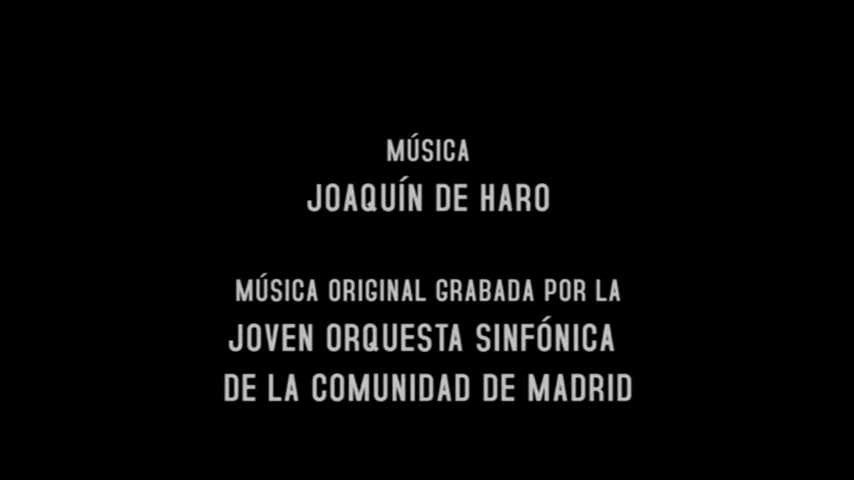 MÚSICA
JOAQUÍN DE HARO
MÚSICA ORIGINAL GRABADA POR LA
JOVEN ORQUESTA SINFÓNICA
DE LA COMUNIDAD DE MADRID